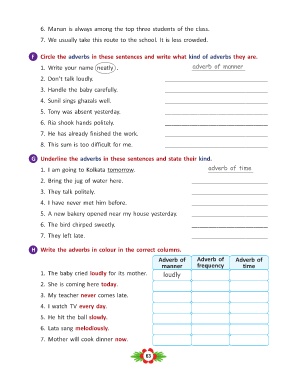 6. Manan is always among the top three students of the class.
7. We usually take this route to the school. It is less crowded.
F Circle the adverbs in these sentences and write what kind of adverbs they are.
1. Write your name neatly. adverb of manner
2. Don't talk loudly.
3. Handle the baby carefully.
4. Sunil sings ghazals well.
5. Tony was absent yesterday.
6. Ria shook hands politely.
7. He has already finished the work.
8. This sum is too difficult for me.
G Underline the adverbs in these sentences and state their kind.
1. I am going to Kolkata tomorrow. adverb of time
2. Bring the jug of water here.
3. They talk politely.
4. I have never met him before.
5. A new bakery opened near my house yesterday.
6. The bird chirped sweetly.
7. They left late.
H Write the adverbs in colour in the correct columns.
Adverb of manner Adverb of frequency Adverb of time
1. The baby cried loudly for its mother. loudly
2. She is coming here today.
3. My teacher never comes late.
4. I watch TV every day.
5. He hit the ball slowly.
6. Lata sang melodiously.
7. Mother will cook dinner now.
63